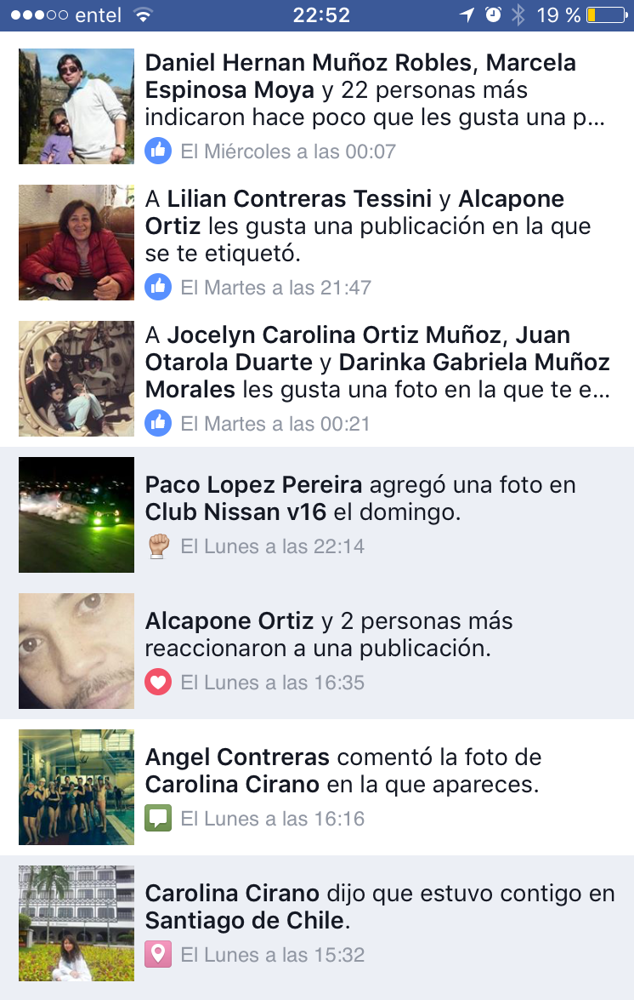 entel 22:52 19 %
Daniel Hernan Muñoz Robles, Marcela
Espinosa Moya y 22 personas más
indicaron hace poco que les gusta una p...
El Miércoles a las 00:07
A Lilian Contreras Tessini y Alcapone
Ortiz les gusta una publicación en la que
se te etiquetó.
El Martes a las 21:47
A Jocelyn Carolina Ortiz Muñoz, Juan
Otarola Duarte y Darinka Gabriela Muñoz
Morales les gusta una foto en la que te e...
El Martes a las 00:21
Paco Lopez Pereira agregó una foto en
Club Nissan v16 el domingo.
El Lunes a las 22:14
Alcapone Ortiz y 2 personas más
reaccionaron a una publicación.
El Lunes a las 16:35
Angel Contreras comentó la foto de
Carolina Cirano en la que apareces.
El Lunes a las 16:16
Carolina Cirano dijo que estuvo contigo en
Santiago de Chile.
El Lunes a las 15:32